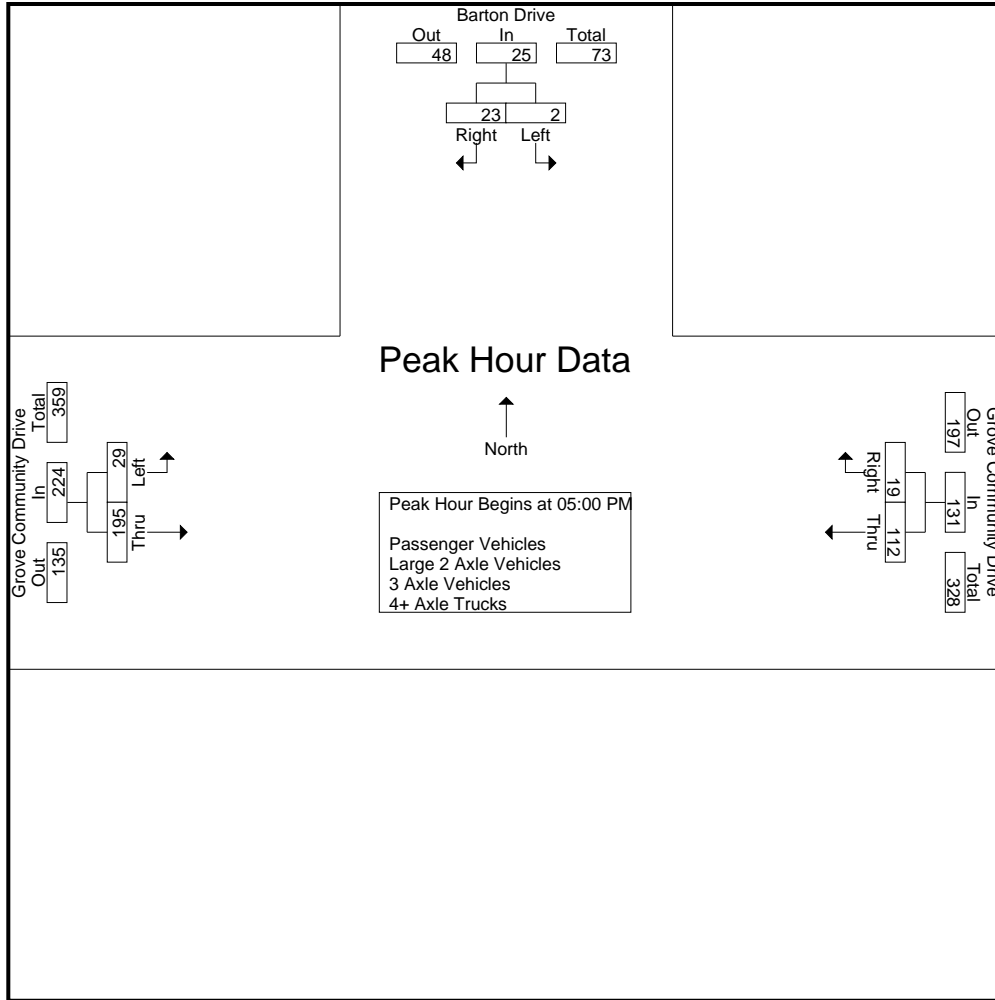 Barton Drive
Out In Total
48 25 73
23 2
Right Left
Peak Hour Data
North
Peak Hour Begins at 05:00 PM
Passenger Vehicles
Large 2 Axle Vehicles
3 Axle Vehicles
4+ Axle Trucks
Grove Community Drive
Out In Total
135 224 359
Left Thru
29 195
Grove Community Drive
Out In Total
197 131 328
Right Thru
19 112